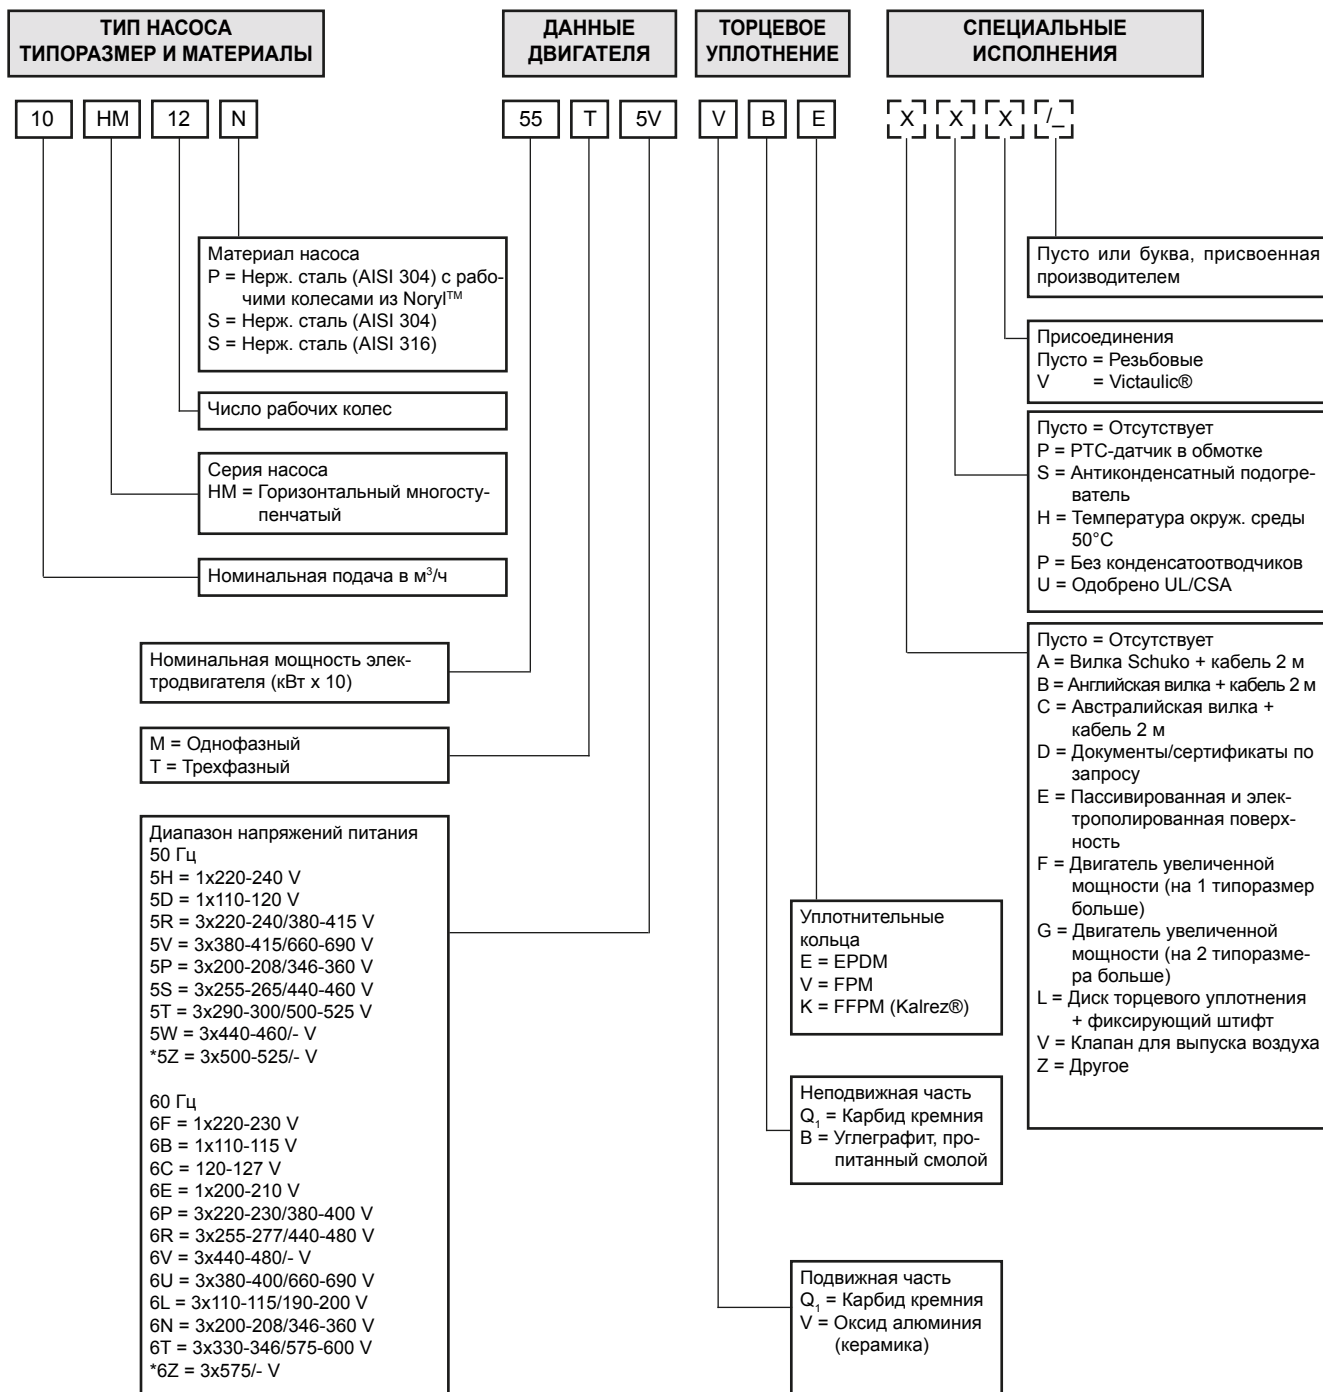 ТИП НАСОСА
ТИПОРАЗМЕР И МАТЕРИАЛЫ
ДАННЫЕ
ДВИГАТЕЛЯ
ТОРЦЕВОЕ
УПЛОТНЕНИЕ
СПЕЦИАЛЬНЫЕ
ИСПОЛНЕНИЯ
10 HM 12 N 55 T 5V V B E X X X /_
Материал насоса
P = Нерж. сталь (AISI 304) с рабо-
чими колесами из Noryl™
S = Нерж. сталь (AISI 304)
S = Нерж. сталь (AISI 316)
Число рабочих колес
Серия насоса
HM = Горизонтальный многосту-
пенчатый
Номинальная подача в м³/ч
Номинальная мощность элек-
тродвигателя (кВт x 10)
M = Однофазный
T = Трехфазный
Диапазон напряжений питания
50 Гц
5H = 1x220-240 V
5D = 1x110-120 V
5R = 3x220-240/380-415 V
5V = 3x380-415/660-690 V
5P = 3x200-208/346-360 V
5S = 3x255-265/440-460 V
5T = 3x290-300/500-525 V
5W = 3x440-460/- V
*5Z = 3x500-525/- V
60 Гц
6F = 1x220-230 V
6B = 1x110-115 V
6C = 120-127 V
6E = 1x200-210 V
6P = 3x220-230/380-400 V
6R = 3x255-277/440-480 V
6V = 3x440-480/- V
6U = 3x380-400/660-690 V
6L = 3x110-115/190-200 V
6N = 3x200-208/346-360 V
6T = 3x330-346/575-600 V
*6Z = 3x575/- V
Уплотнительные
кольца
E = EPDM
V = FPM
K = FFPM (Kalrez®)
Неподвижная часть
Q₁ = Карбид кремния
B = Углеграфит, про-
питанный смолой
Подвижная часть
Q₁ = Карбид кремния
V = Оксид алюминия
(керамика)
Пусто или буква, присвоенная
производителем
Присоединения
Пусто = Резьбовые
V = Victaulic®
Пусто = Отсутствует
P = PTC-датчик в обмотке
S = Антиконденсатный подогре-
ватель
H = Температура окруж. среды
50°C
P = Без конденсатоотводчиков
U = Одобрено UL/CSA
Пусто = Отсутствует
A = Вилка Schuko + кабель 2 м
B = Английская вилка + кабель 2 м
C = Австралийская вилка +
кабель 2 м
D = Документы/сертификаты по
запросу
E = Пассивированная и элек-
трополированная поверх-
ность
F = Двигатель увеличенной
мощности (на 1 типоразмер
больше)
G = Двигатель увеличенной
мощности (на 2 типоразме-
ра больше)
L = Диск торцевого уплотнения
+ фиксирующий штифт
V = Клапан для выпуска воздуха
Z = Другое